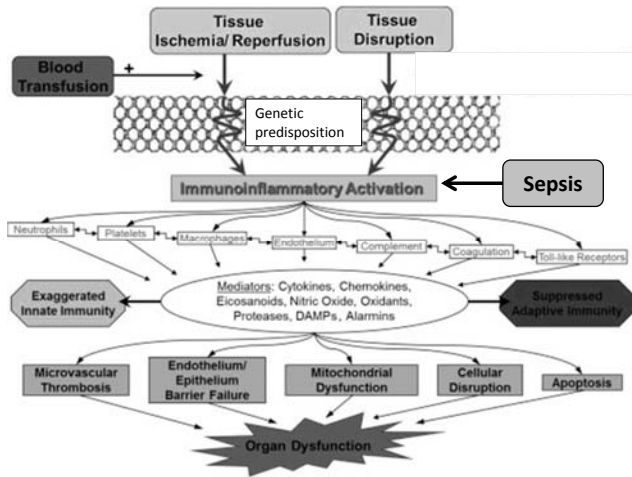 Tissue
Ischemia/ Reperfusion
Tissue
Disruption
Blood
Transfusion
+
Genetic
predisposition
Immunoinflammatory Activation
Sepsis
Neutrophils
Platelets
Macrophages
Endothelium
Complement
Coagulation
Toll-like Receptors
Exaggerated
Innate Immunity
Mediators: Cytokines, Chemokines,
Eicosanoids, Nitric Oxide, Oxidants,
Proteases, DAMPs, Alarmins
Suppressed
Adaptive Immunity
Microvascular
Thrombosis
Endothelium/
Epithelium
Barrier Failure
Mitochondrial
Dysfunction
Cellular
Disruption
Apoptosis
Organ Dysfunction